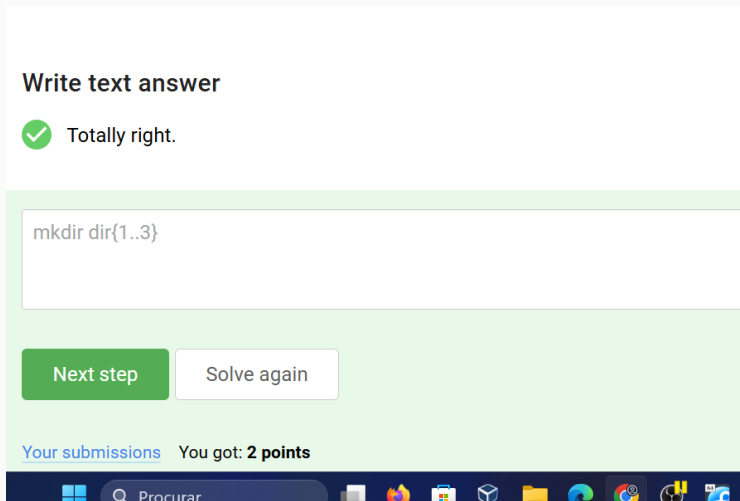 Write text answer
Totally right.
mkdir dir{1..3}
Next step
Solve again
Your submissions You got: 2 points
Procurar
64